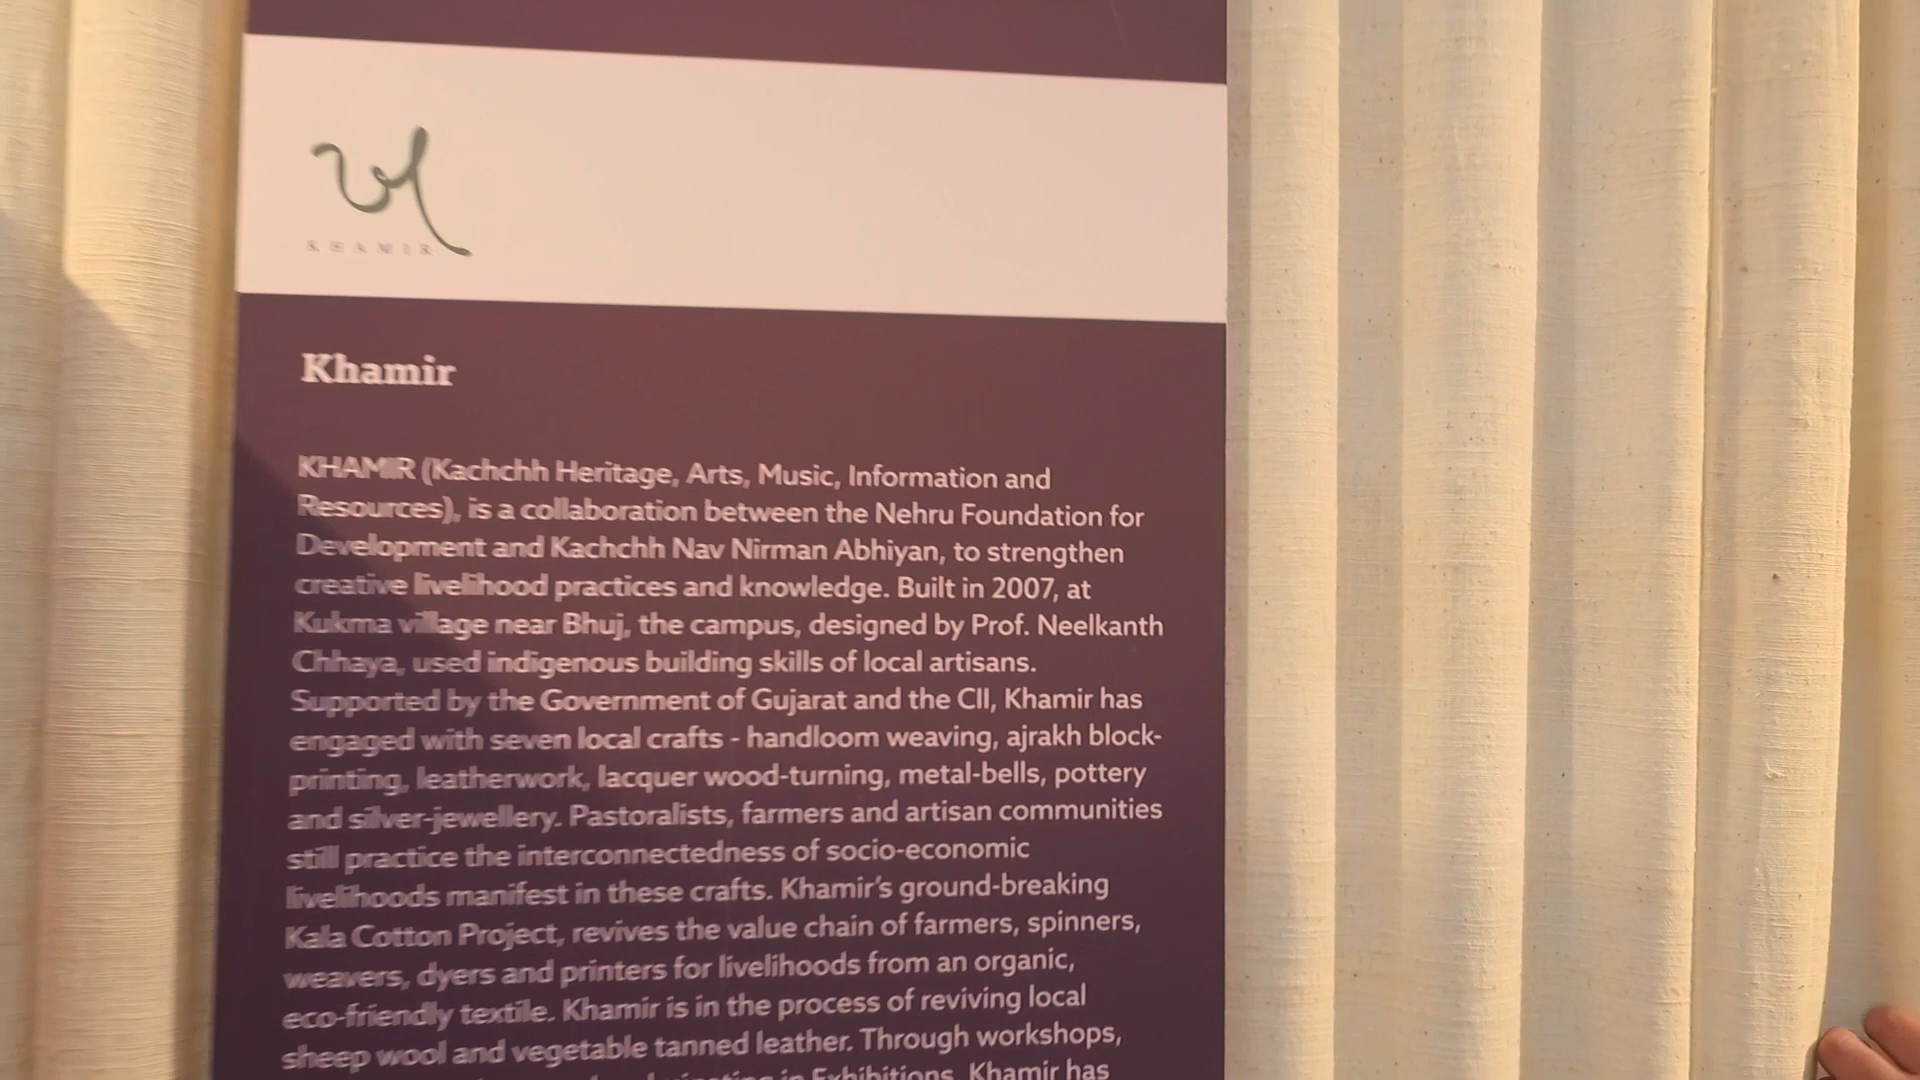 KHAMIR
Khamir
KHAMIR (Kachchh Heritage, Arts, Music, Information and
Resources), is a collaboration between the Nehru Foundation for
Development and Kachchh Nav Nirman Abhiyan, to strengthen
creative livelihood practices and knowledge. Built in 2007, at
Kukma village near Bhuj, the campus, designed by Prof. Neelkanth
Chhaya, used indigenous building skills of local artisans.
Supported by the Government of Gujarat and the CII, Khamir has
engaged with seven local crafts - handloom weaving, ajrakh block-
printing, leatherwork, lacquer wood-turning, metal-bells, pottery
and silver-jewellery. Pastoralists, farmers and artisan communities
still practice the interconnectedness of socio-economic
livelihoods manifest in these crafts. Khamir's ground-breaking
Kala Cotton Project, revives the value chain of farmers, spinners,
weavers, dyers and printers for livelihoods from an organic,
eco-friendly textile. Khamir is in the process of reviving local
sheep wool and vegetable tanned leather. Through workshops,
in Exhibitions, Khamir has